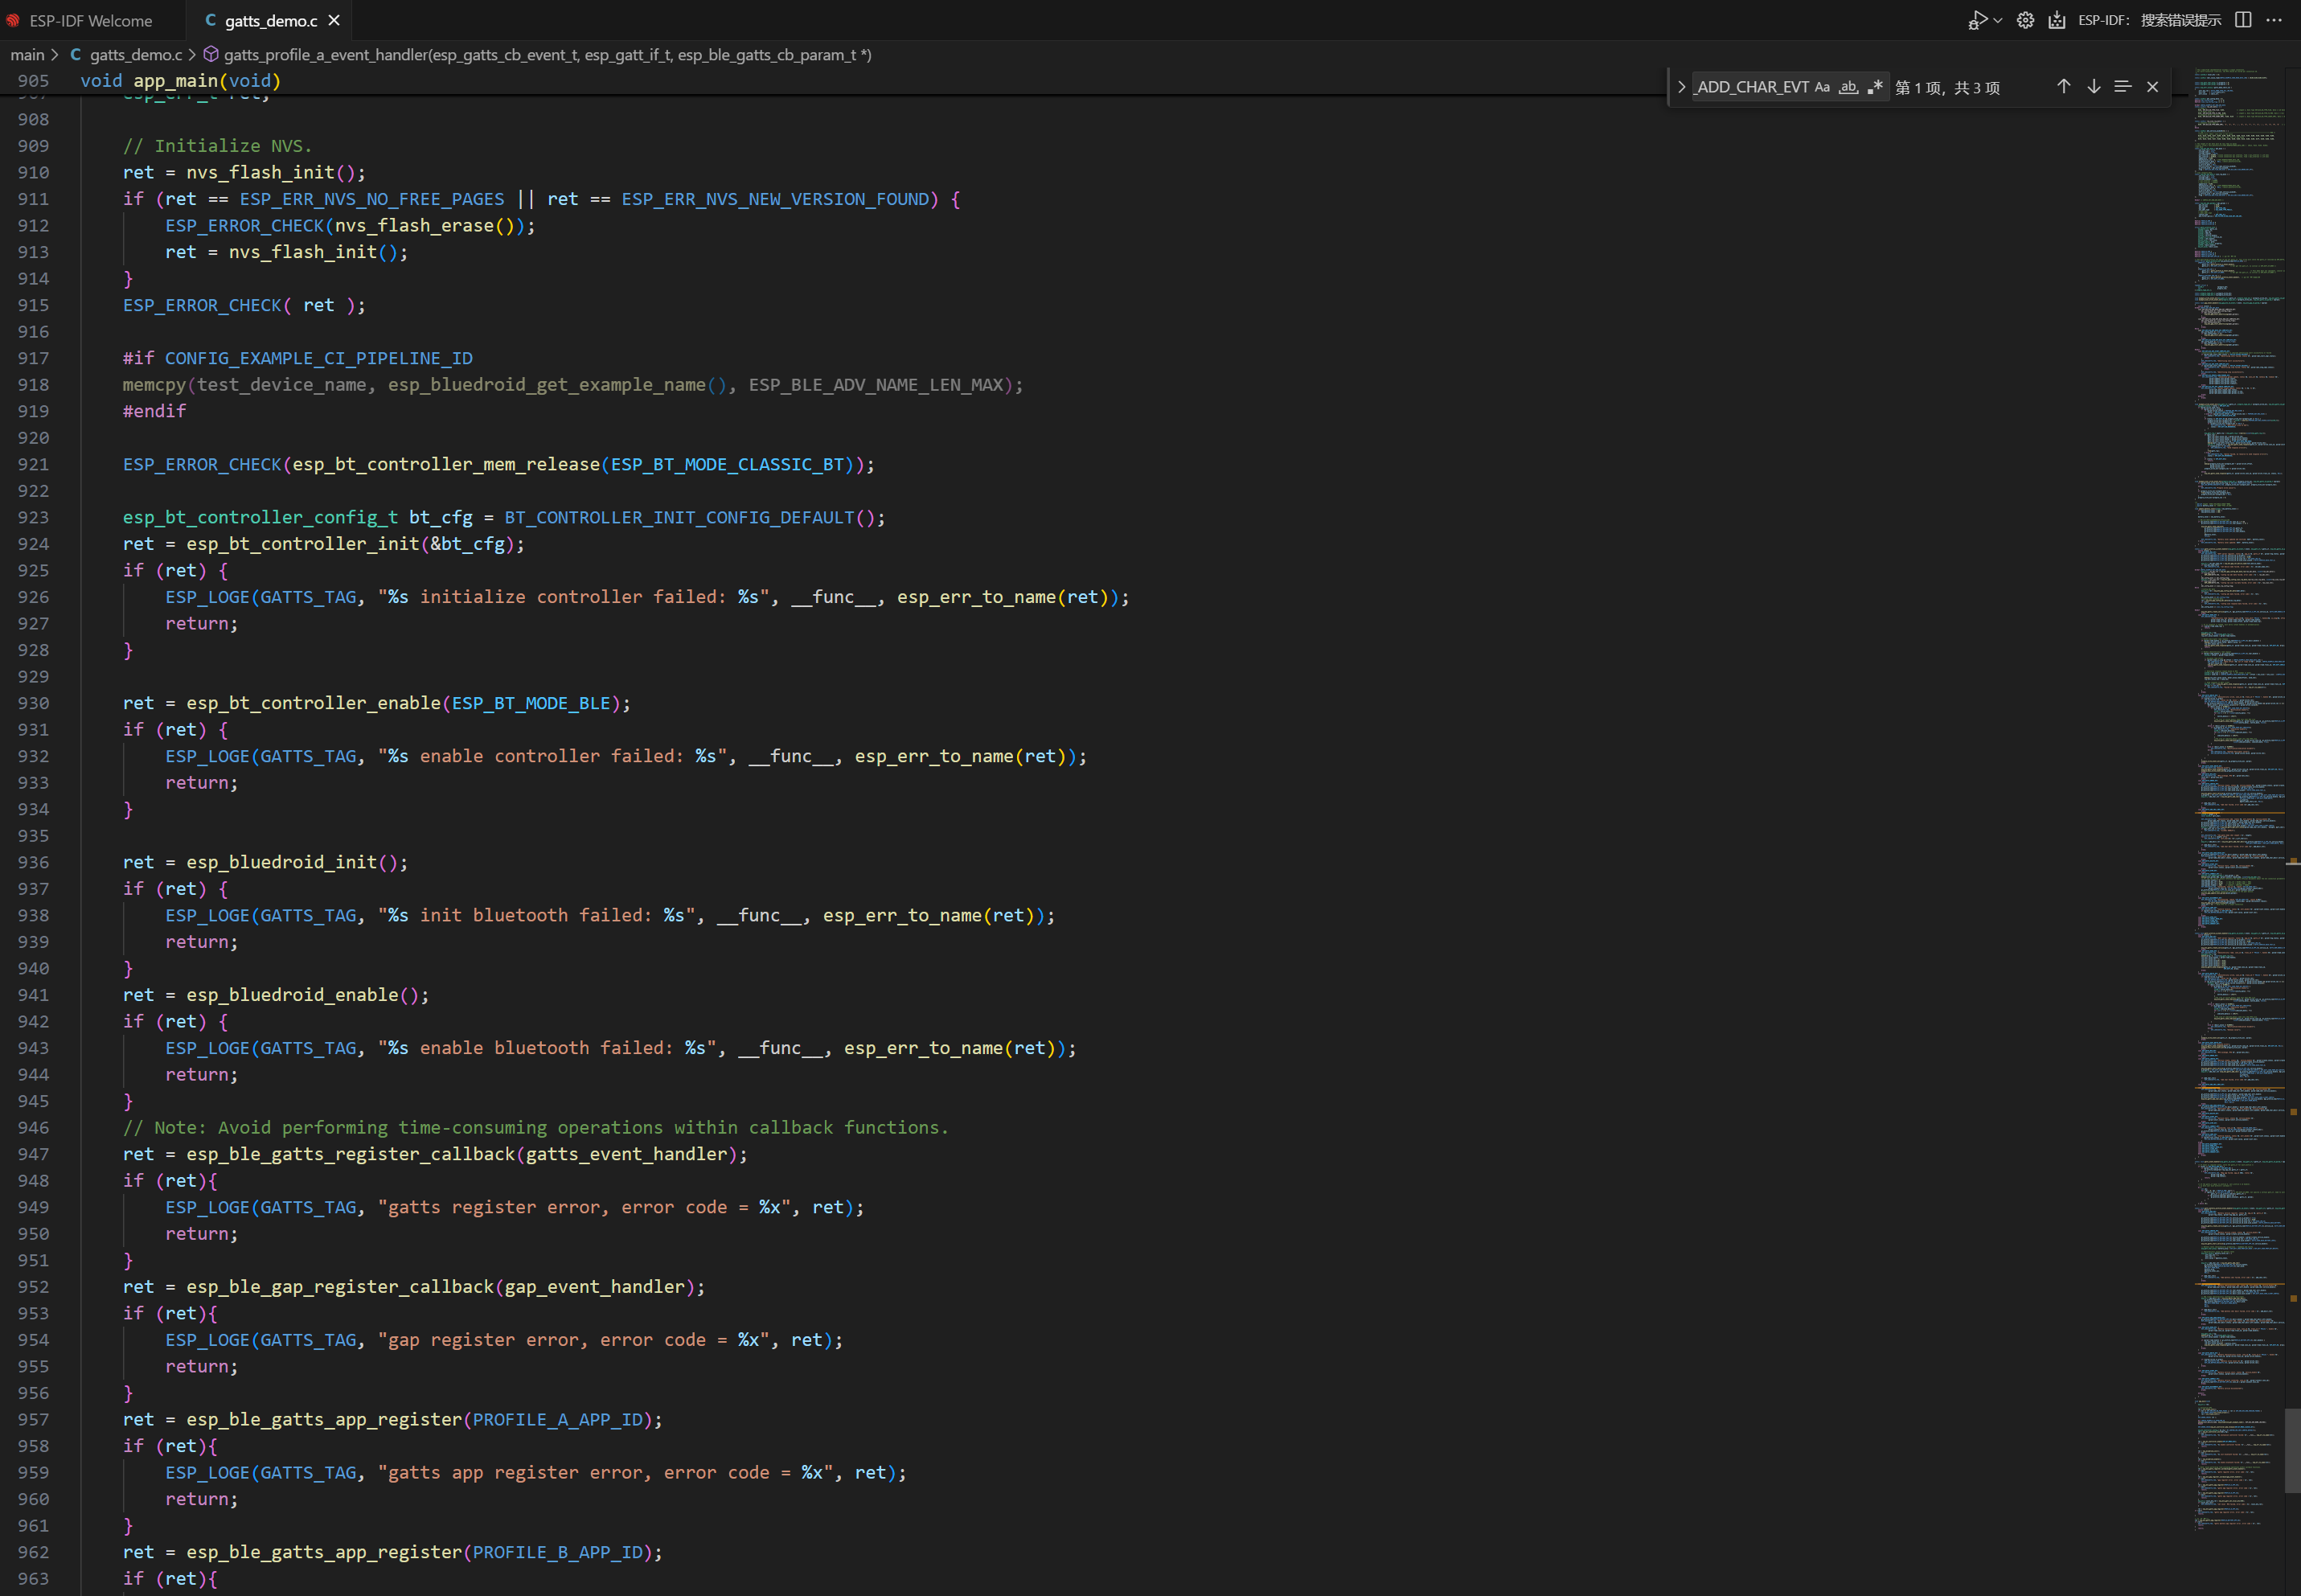 ESP-IDF Welcome
C gatts_demo.c
ESP-IDF: 搜索错误提示
main > C gatts_demo.c > gatts_profile_a_event_handler(esp_gatts_cb_event_t, esp_gatt_if_t, esp_ble_gatts_cb_param_t *)
_ADD_CHAR_EVT Aa ab .* 第 1 项，共 3 项
905 void app_main(void)
907 esp_err_t ret;
908
909 // Initialize NVS.
910 ret = nvs_flash_init();
911 if (ret == ESP_ERR_NVS_NO_FREE_PAGES || ret == ESP_ERR_NVS_NEW_VERSION_FOUND) {
912 ESP_ERROR_CHECK(nvs_flash_erase());
913 ret = nvs_flash_init();
914 }
915 ESP_ERROR_CHECK( ret );
916
917 #if CONFIG_EXAMPLE_CI_PIPELINE_ID
918 memcpy(test_device_name, esp_bluedroid_get_example_name(), ESP_BLE_ADV_NAME_LEN_MAX);
919 #endif
920
921 ESP_ERROR_CHECK(esp_bt_controller_mem_release(ESP_BT_MODE_CLASSIC_BT));
922
923 esp_bt_controller_config_t bt_cfg = BT_CONTROLLER_INIT_CONFIG_DEFAULT();
924 ret = esp_bt_controller_init(&bt_cfg);
925 if (ret) {
926 ESP_LOGE(GATTS_TAG, "%s initialize controller failed: %s", __func__, esp_err_to_name(ret));
927 return;
928 }
929
930 ret = esp_bt_controller_enable(ESP_BT_MODE_BLE);
931 if (ret) {
932 ESP_LOGE(GATTS_TAG, "%s enable controller failed: %s", __func__, esp_err_to_name(ret));
933 return;
934 }
935
936 ret = esp_bluedroid_init();
937 if (ret) {
938 ESP_LOGE(GATTS_TAG, "%s init bluetooth failed: %s", __func__, esp_err_to_name(ret));
939 return;
940 }
941 ret = esp_bluedroid_enable();
942 if (ret) {
943 ESP_LOGE(GATTS_TAG, "%s enable bluetooth failed: %s", __func__, esp_err_to_name(ret));
944 return;
945 }
946 // Note: Avoid performing time-consuming operations within callback functions.
947 ret = esp_ble_gatts_register_callback(gatts_event_handler);
948 if (ret){
949 ESP_LOGE(GATTS_TAG, "gatts register error, error code = %x", ret);
950 return;
951 }
952 ret = esp_ble_gap_register_callback(gap_event_handler);
953 if (ret){
954 ESP_LOGE(GATTS_TAG, "gap register error, error code = %x", ret);
955 return;
956 }
957 ret = esp_ble_gatts_app_register(PROFILE_A_APP_ID);
958 if (ret){
959 ESP_LOGE(GATTS_TAG, "gatts app register error, error code = %x", ret);
960 return;
961 }
962 ret = esp_ble_gatts_app_register(PROFILE_B_APP_ID);
963 if (ret){